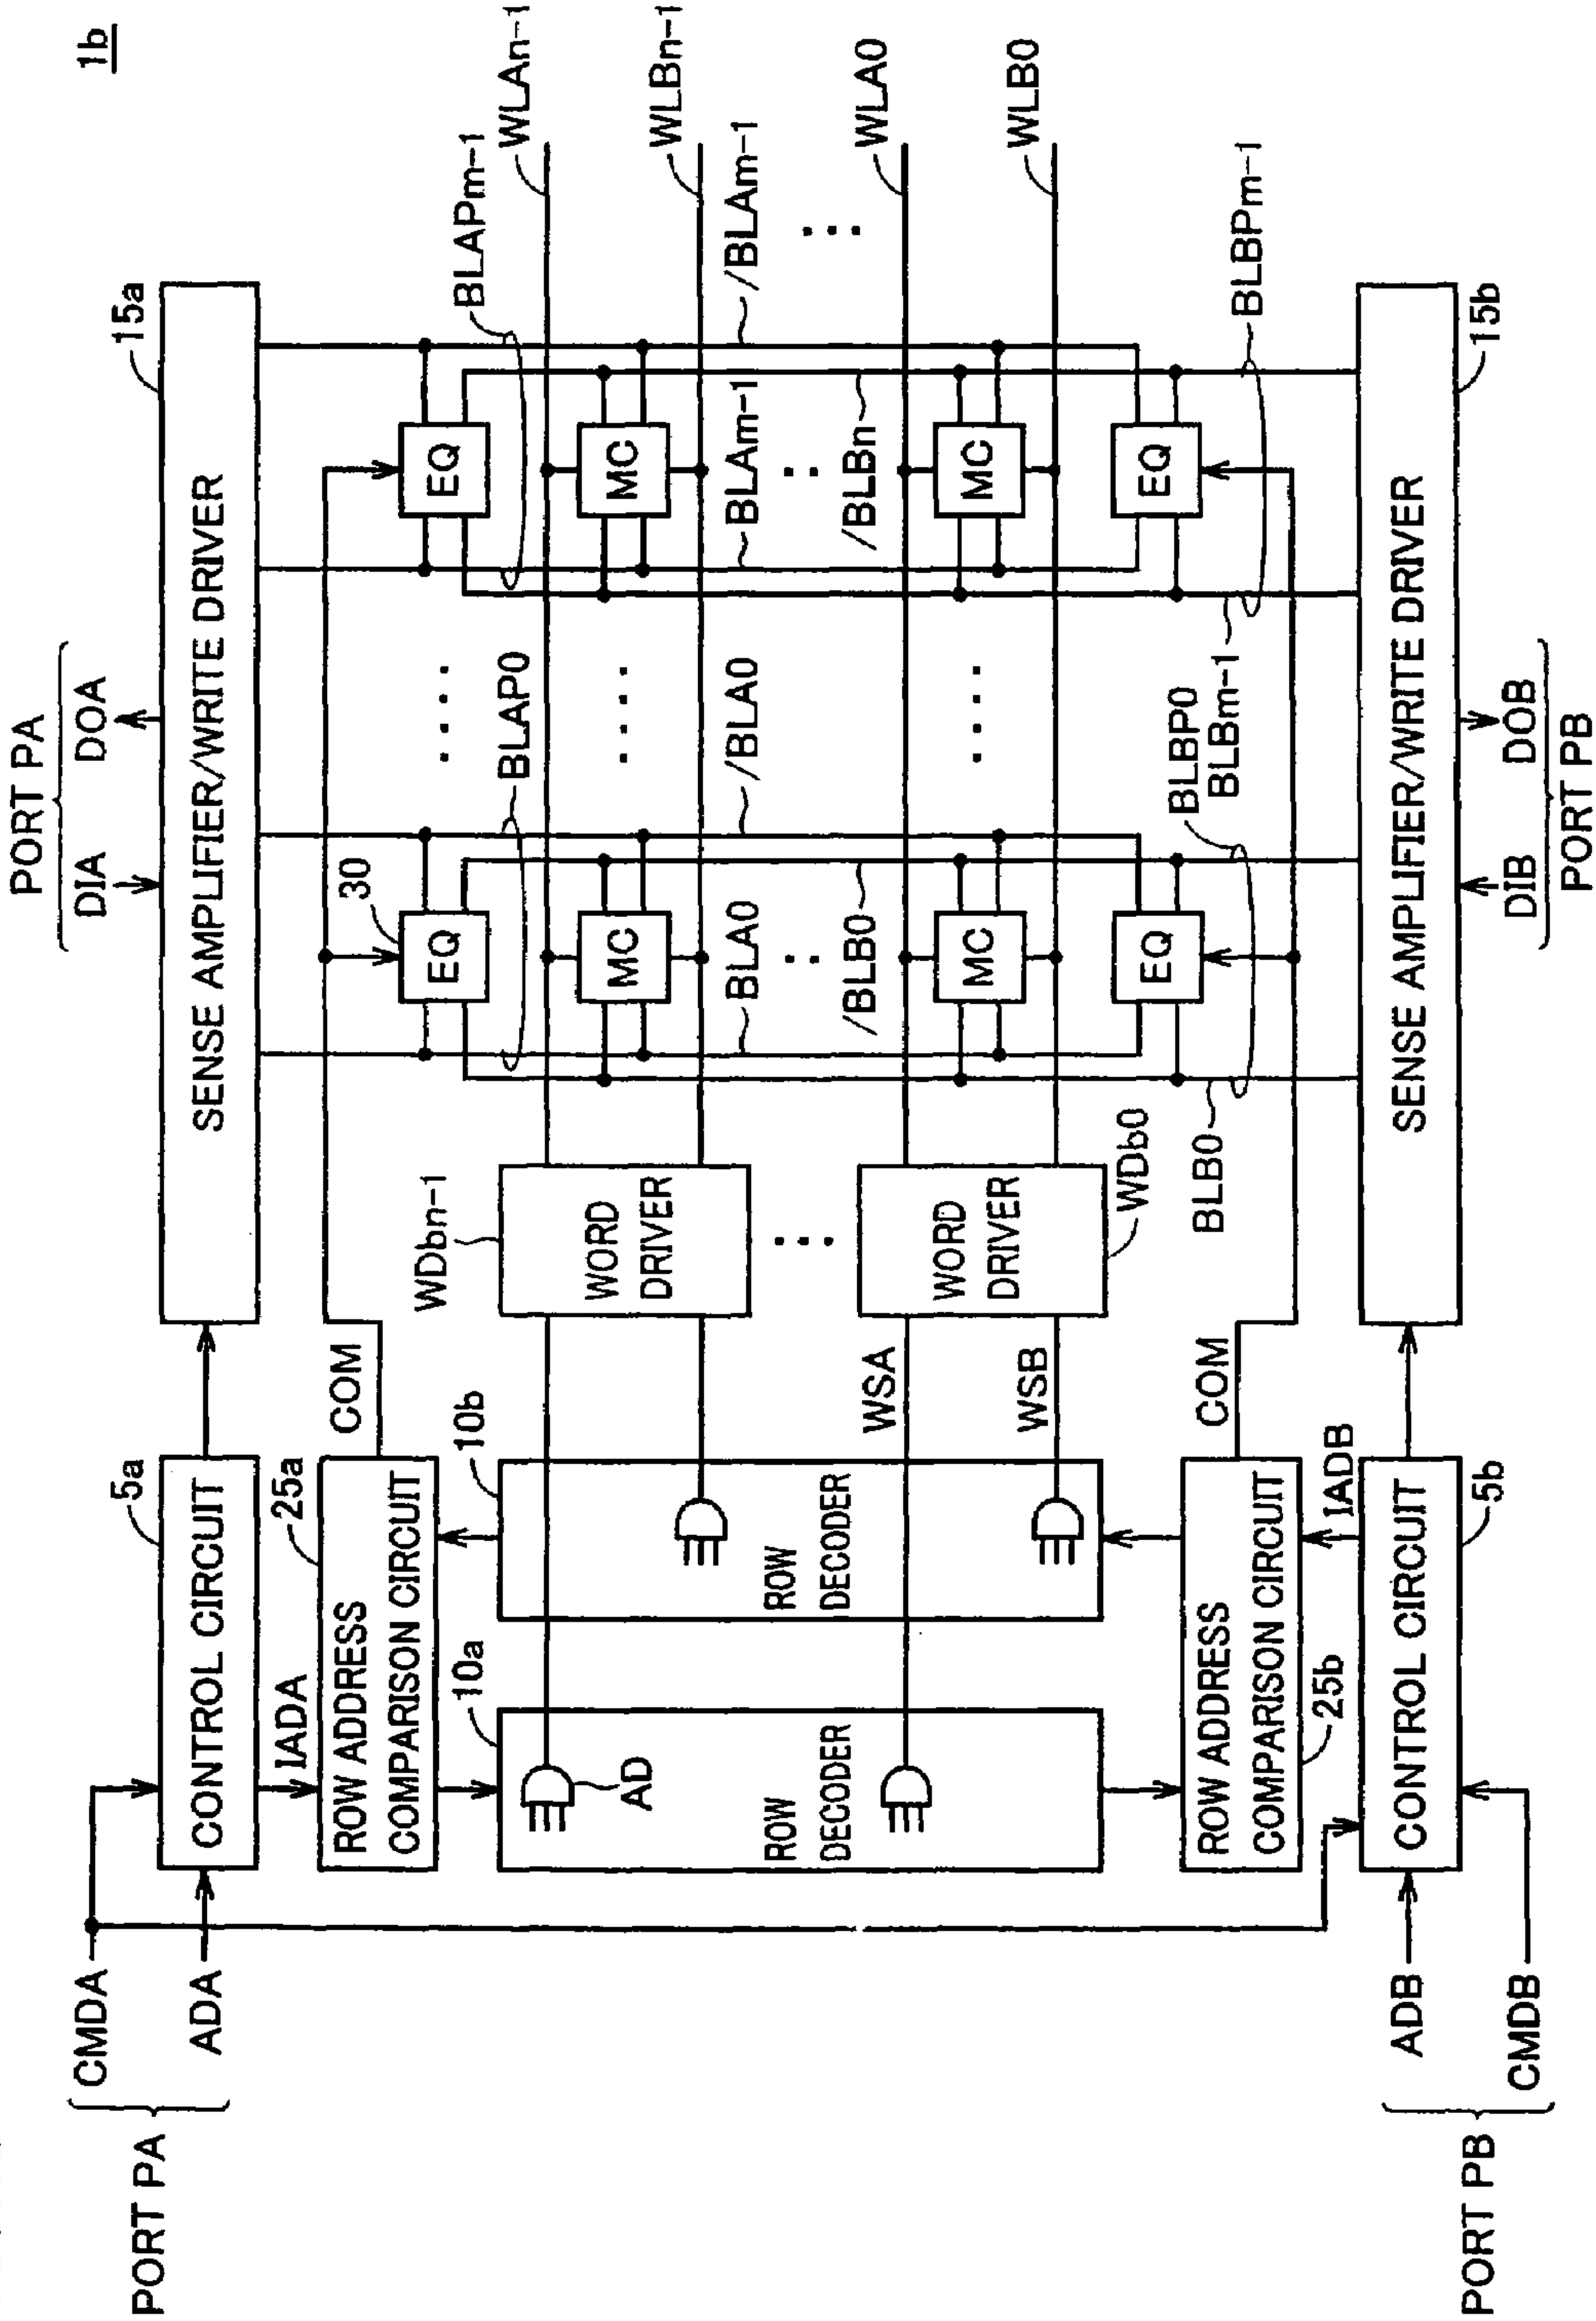 1b
PORT PA
DIA
DOA
15a
SENSE AMPLIFIER/WRITE DRIVER
CMDA
ADA
PORT PA
5a
CONTROL CIRCUIT
IADA
25a
ROW ADDRESS
COMPARISON CIRCUIT
COM
30
EQ
EQ
BLAP0
BLAPm-1
WLAn-1
WLBn-1
WLA0
WLB0
10a
10b
AD
ROW
DECODER
ROW
DECODER
WDbn-1
WORD
DRIVER
WORD
DRIVER
WDb0
WSA
WSB
MC
MC
MC
MC
BLA0
/BLA0
BLAm-1
/BLAm-1
/BLB0
/BLBn
EQ
EQ
BLB0
BLBP0
BLBm-1
BLBPm-1
COM
ROW ADDRESS
COMPARISON CIRCUIT
25b
IADB
CONTROL CIRCUIT
5b
ADB
CMDB
PORT PB
SENSE AMPLIFIER/WRITE DRIVER
15b
DIB
DOB
PORT PB